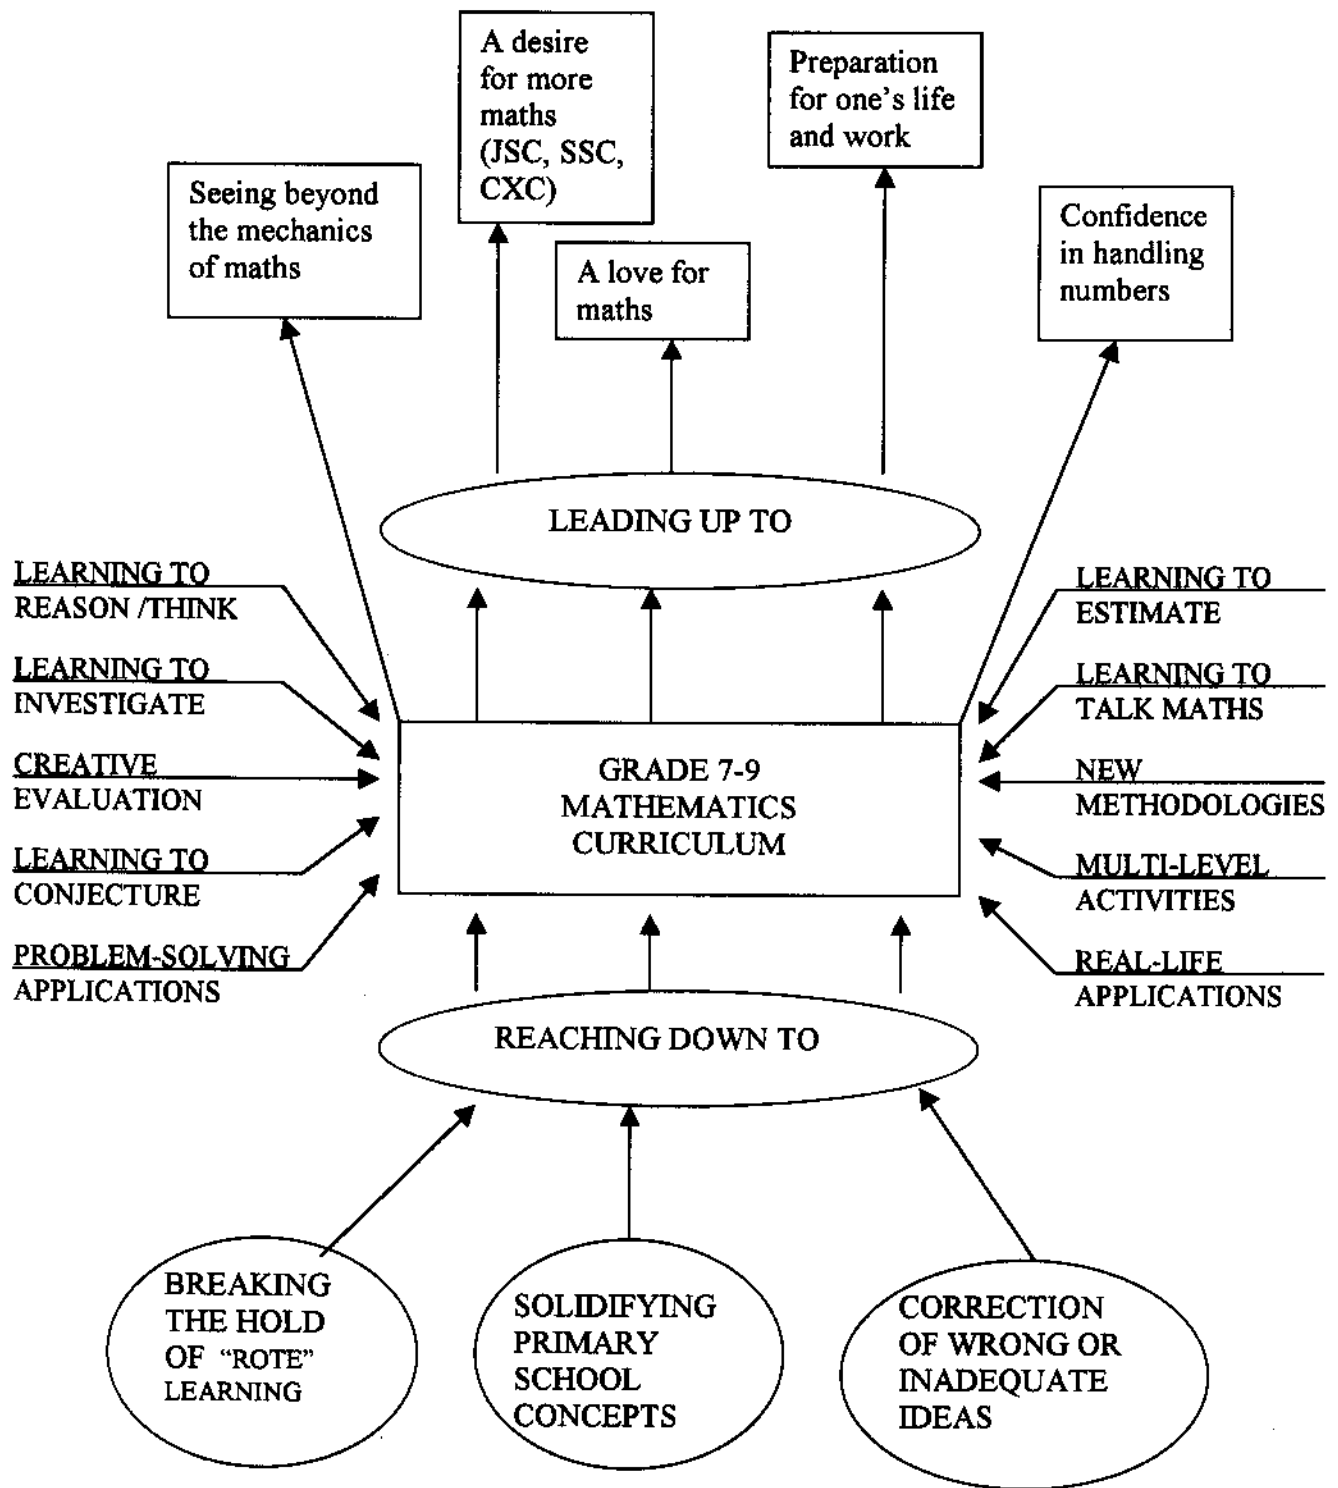 A desire
for more
maths
(JSC, SSC,
CXC)
Preparation
for one's life
and work
Seeing beyond
the mechanics
of maths
A love for
maths
Confidence
in handling
numbers
LEADING UP TO
LEARNING TO
REASON /THINK
LEARNING TO
INVESTIGATE
CREATIVE
EVALUATION
LEARNING TO
CONJECTURE
PROBLEM-SOLVING
APPLICATIONS
GRADE 7-9
MATHEMATICS
CURRICULUM
LEARNING TO
ESTIMATE
LEARNING TO
TALK MATHS
NEW
METHODOLOGIES
MULTI-LEVEL
ACTIVITIES
REAL-LIFE
APPLICATIONS
REACHING DOWN TO
BREAKING
THE HOLD
OF “ROTE”
LEARNING
SOLIDIFYING
PRIMARY
SCHOOL
CONCEPTS
CORRECTION
OF WRONG OR
INADEQUATE
IDEAS